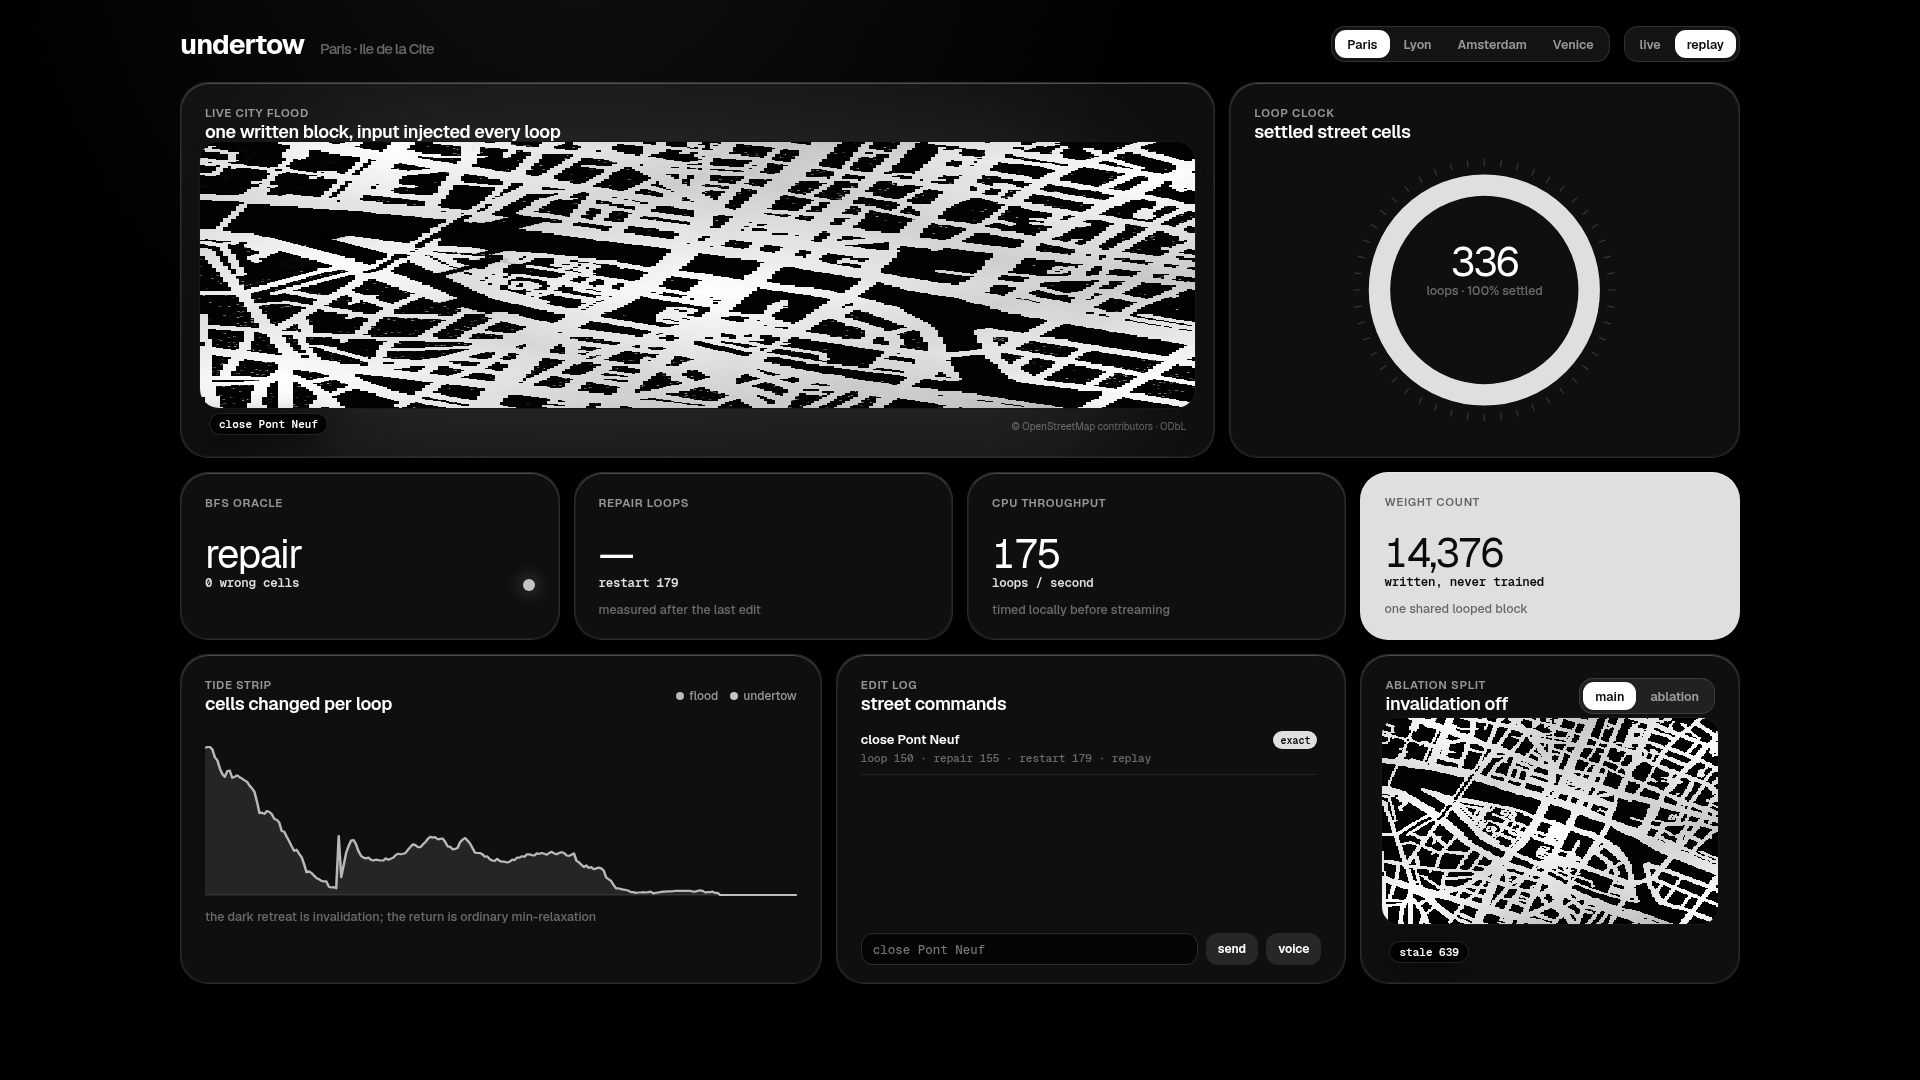 undertow
Paris · Ile de la Cite
Paris
Lyon
Amsterdam
Venice
live
replay
LIVE CITY FLOOD
one written block, input injected every loop
close Pont Neuf
© OpenStreetMap contributors · ODbL
LOOP CLOCK
settled street cells
336
loops · 100% settled
BFS ORACLE
repair
0 wrong cells
REPAIR LOOPS
—
restart 179
measured after the last edit
CPU THROUGHPUT
175
loops / second
timed locally before streaming
WEIGHT COUNT
14,376
written, never trained
one shared looped block
TIDE STRIP
cells changed per loop
flood
undertow
the dark retreat is invalidation; the return is ordinary min-relaxation
EDIT LOG
street commands
close Pont Neuf
exact
loop 150 · repair 155 · restart 179 · replay
close Pont Neuf
send
voice
ABLATION SPLIT
invalidation off
main
ablation
stale 639